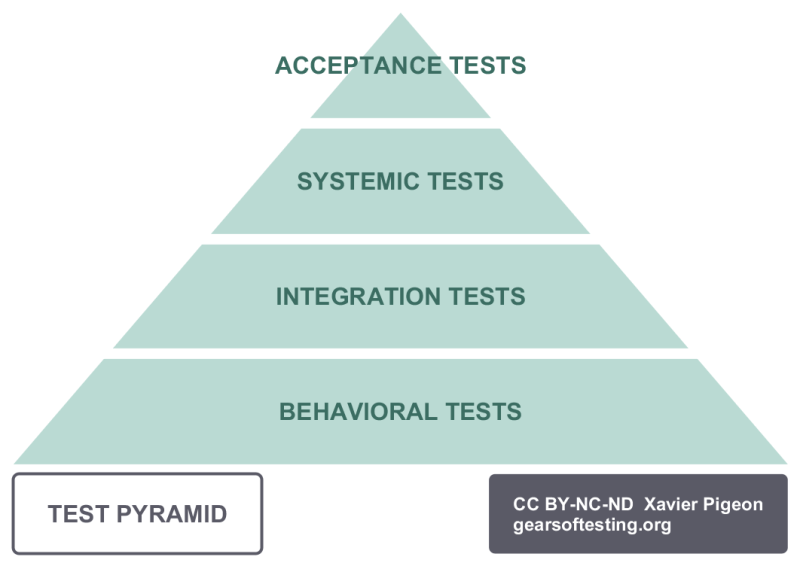 ACCEPTANCE TESTS
SYSTEMIC TESTS
INTEGRATION TESTS
BEHAVIORAL TESTS
TEST PYRAMID
CC BY-NC-ND Xavier Pigeon
gearsoftesting.org